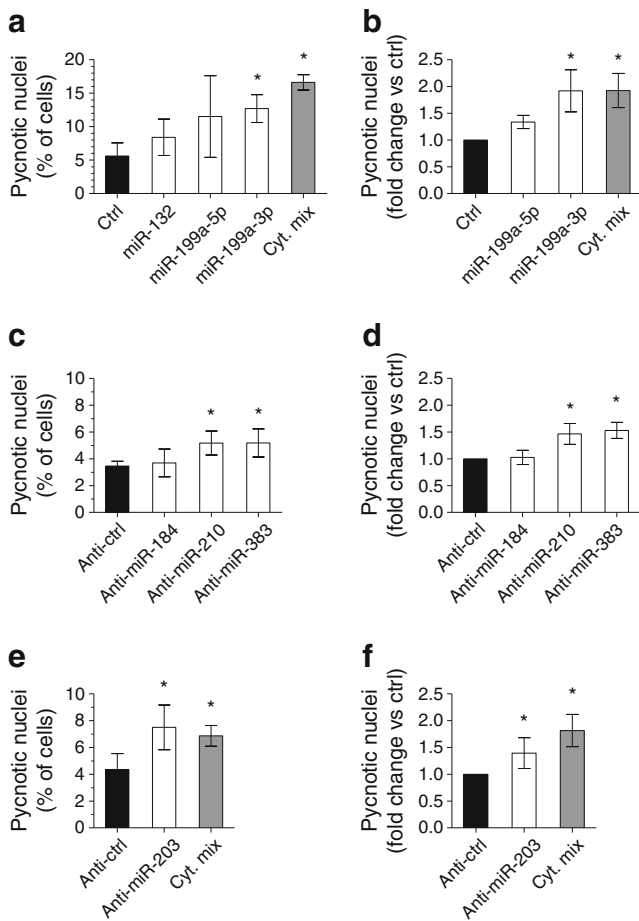 a
Pycnotic nuclei
(% of cells)
20
15
10
5
0
*
*
Ctrl
miR-132
miR-199a-5p
miR-199a-3p
Cyt. mix
b
Pycnotic nuclei
(fold change vs ctrl)
2.5
2.0
1.5
1.0
0.5
0.0
*
*
Ctrl
miR-199a-5p
miR-199a-3p
Cyt. mix
c
Pycnotic nuclei
(% of cells)
10
8
6
4
2
0
*
*
Anti-ctrl
Anti-miR-184
Anti-miR-210
Anti-miR-383
d
Pycnotic nuclei
(fold change vs ctrl)
2.5
2.0
1.5
1.0
0.5
0.0
*
*
Anti-ctrl
Anti-miR-184
Anti-miR-210
Anti-miR-383
e
Pycnotic nuclei
(% of cells)
10
8
6
4
2
0
*
*
Anti-ctrl
Anti-miR-203
Cyt. mix
f
Pycnotic nuclei
(fold change vs ctrl)
2.5
2.0
1.5
1.0
0.5
0.0
*
*
Anti-ctrl
Anti-miR-203
Cyt. mix